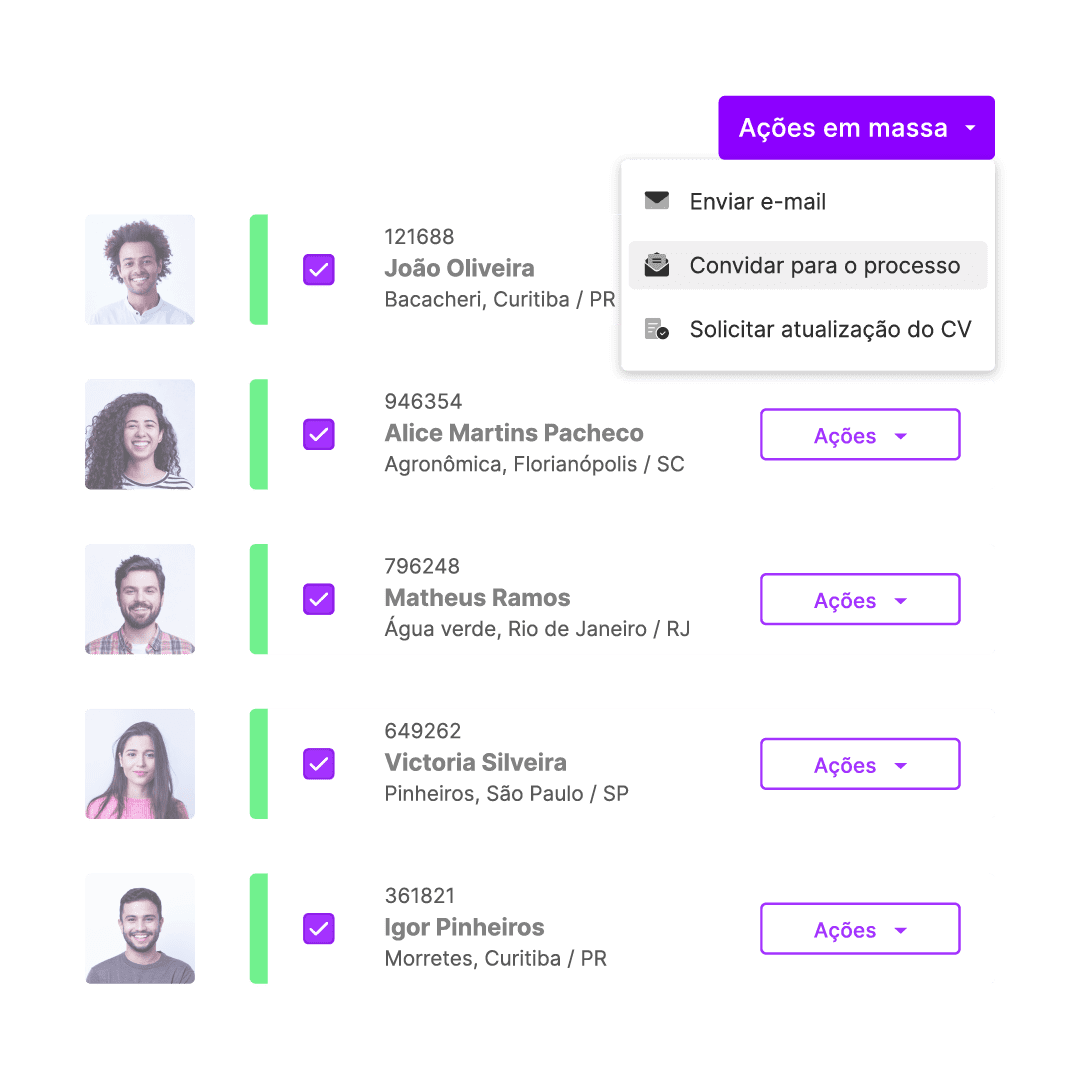 Ações em massa
Enviar e-mail
Convidar para o processo
Solicitar atualização do CV
121688
João Oliveira
Bacacheri, Curitiba / PR
946354
Alice Martins Pacheco
Agronômica, Florianópolis / SC
Ações
796248
Matheus Ramos
Água verde, Rio de Janeiro / RJ
Ações
649262
Victoria Silveira
Pinheiros, São Paulo / SP
Ações
361821
Igor Pinheiros
Morretes, Curitiba / PR
Ações